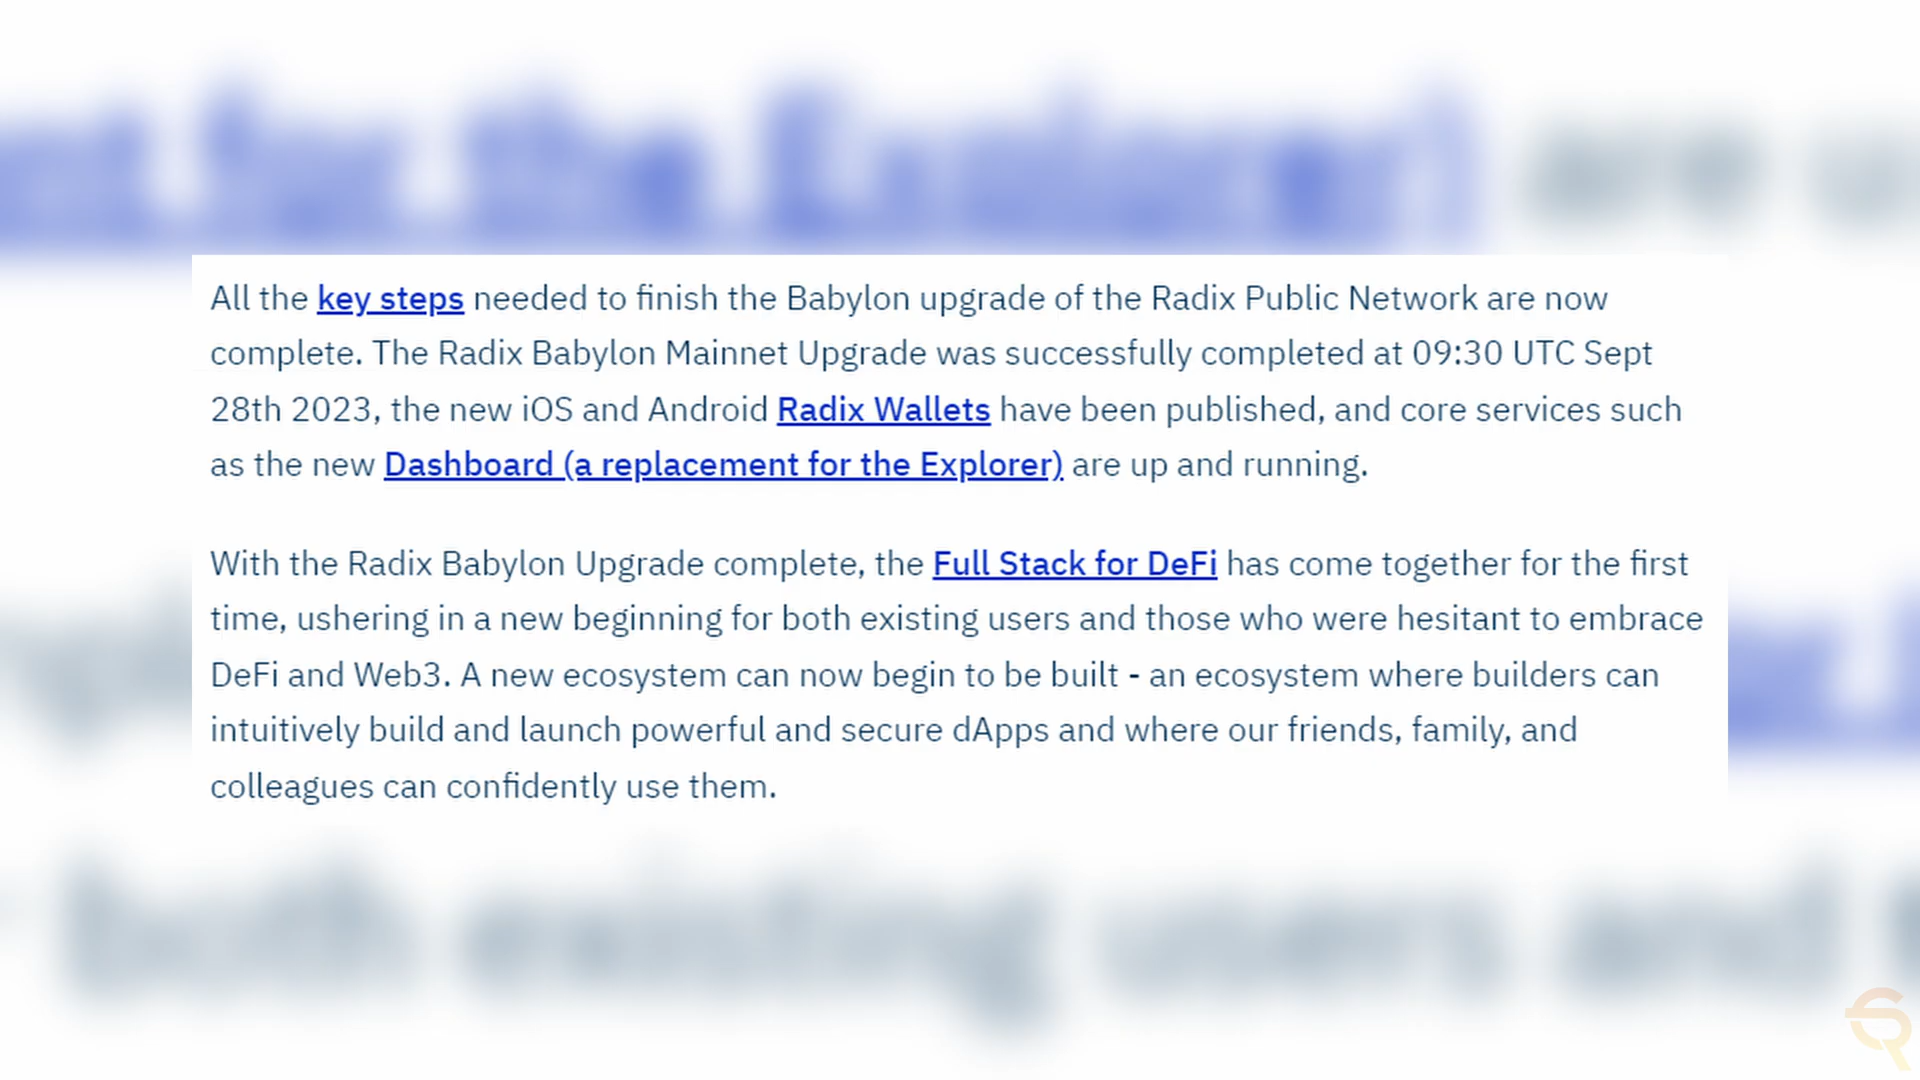 All the key steps needed to finish the Babylon upgrade of the Radix Public Network are now
complete. The Radix Babylon Mainnet Upgrade was successfully completed at 09:30 UTC Sept
28th 2023, the new iOS and Android Radix Wallets have been published, and core services such
as the new Dashboard (a replacement for the Explorer) are up and running.
With the Radix Babylon Upgrade complete, the Full Stack for DeFi has come together for the first
time, ushering in a new beginning for both existing users and those who were hesitant to embrace
DeFi and Web3. A new ecosystem can now begin to be built - an ecosystem where builders can
intuitively build and launch powerful and secure dApps and where our friends, family, and
colleagues can confidently use them.